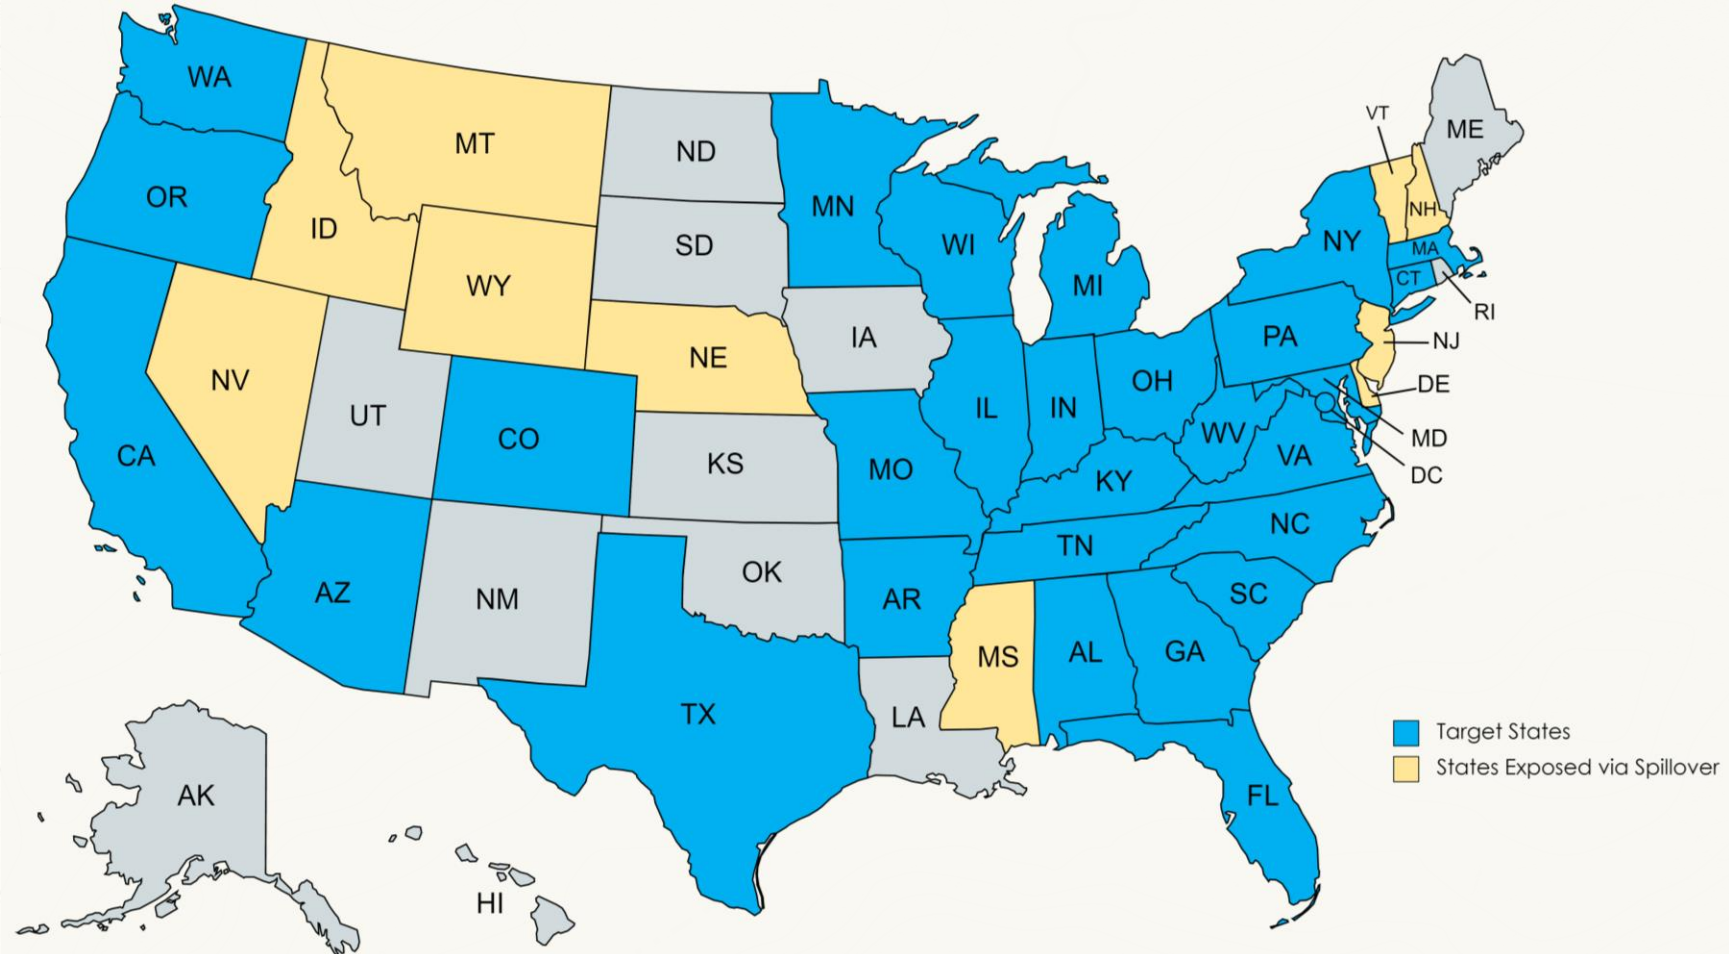 WA
VT
ME
MT
ND
OR
MN
NH
ID
SD
WI
NY
MA
WY
MI
CT
RI
IA
PA
NJ
NE
NV
OH
DE
UT
IL
IN
CO
WV
MD
CA
KS
MO
VA
DC
KY
NC
TN
OK
AZ
NM
AR
SC
MS
AL
GA
TX
LA
Target States
States Exposed via Spillover
AK
FL
HI